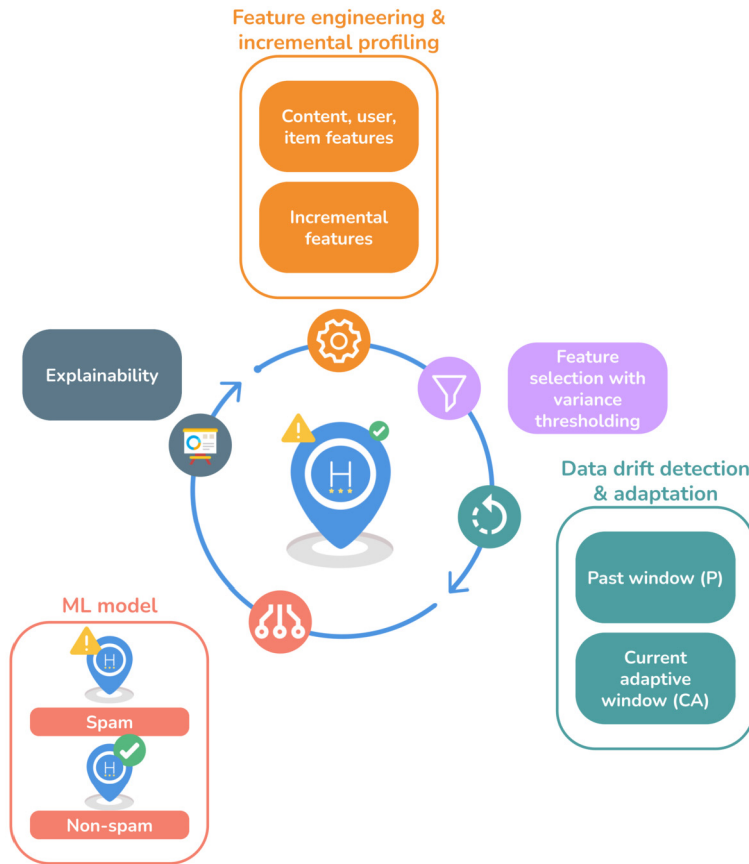 Feature engineering &
incremental profiling
Content, user,
item features
Incremental
features
Explainability
Feature
selection with
variance
thresholding
H
Data drift detection
& adaptation
Past window (P)
Current
adaptive
window (CA)
ML model
H
Spam
H
Non-spam